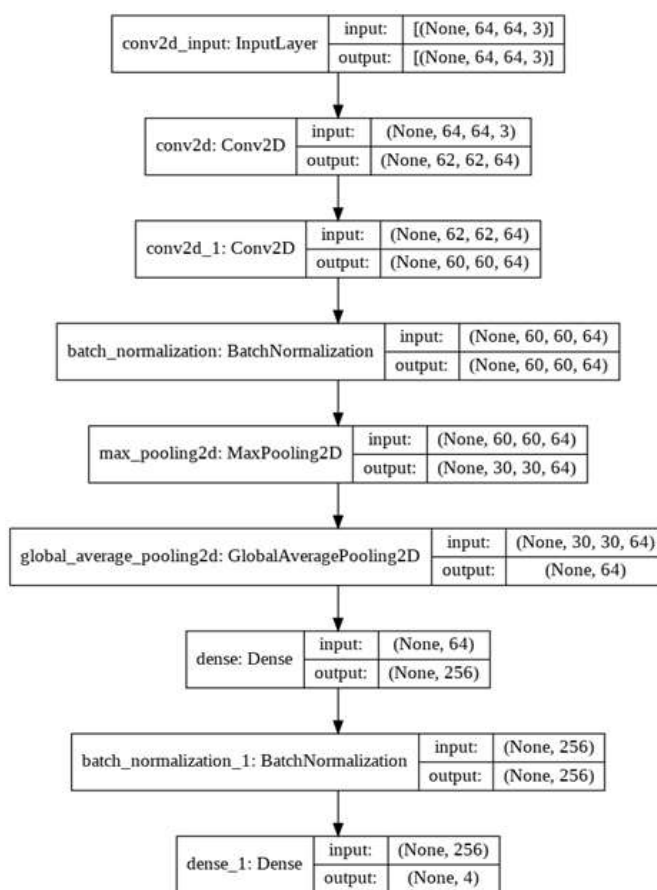 conv2d_input: InputLayer
input: [(None, 64, 64, 3)]
output: [(None, 64, 64, 3)]
conv2d: Conv2D
input: (None, 64, 64, 3)
output: (None, 62, 62, 64)
conv2d_1: Conv2D
input: (None, 62, 62, 64)
output: (None, 60, 60, 64)
batch_normalization: BatchNormalization
input: (None, 60, 60, 64)
output: (None, 60, 60, 64)
max_pooling2d: MaxPooling2D
input: (None, 60, 60, 64)
output: (None, 30, 30, 64)
global_average_pooling2d: GlobalAveragePooling2D
input: (None, 30, 30, 64)
output: (None, 64)
dense: Dense
input: (None, 64)
output: (None, 256)
batch_normalization_1: BatchNormalization
input: (None, 256)
output: (None, 256)
dense_1: Dense
input: (None, 256)
output: (None, 4)